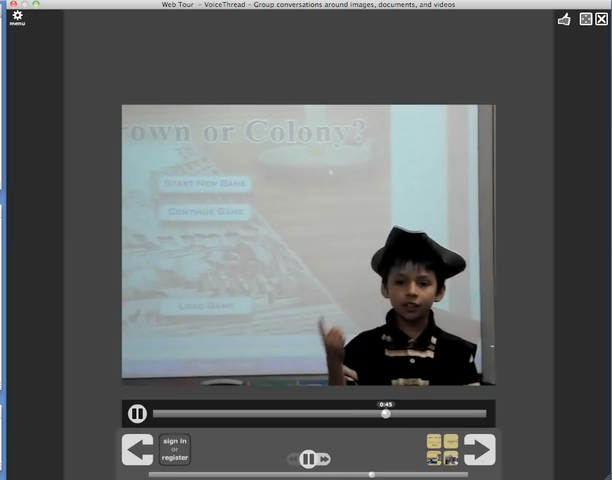 Web Tour - VoiceThread - Group conversations around images, documents, and videos
menu
rown or Colony?
START NEW GAME
CONTINUE GAME
LOAD GAME
0:45
sign in
or
register